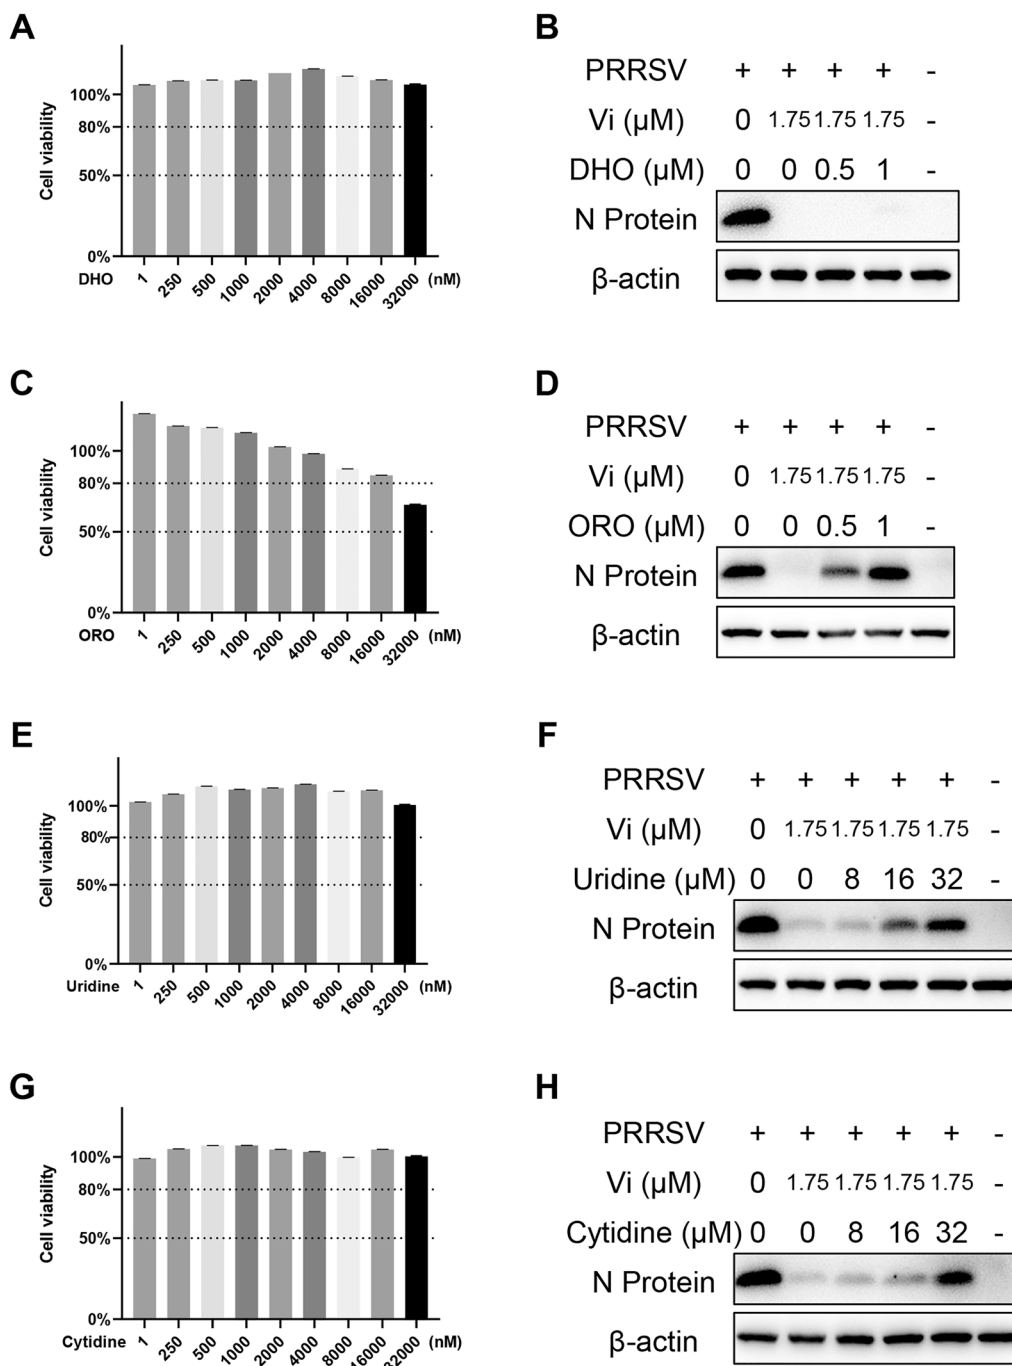 A
Cell viability
100%
80%
50%
0%
DHO 1 250 500 1000 2000 4000 8000 16000 32000 (nM)
B
PRRSV + + + + -
Vi (μM) 0 1.75 1.75 1.75 -
DHO (μM) 0 0 0.5 1 -
N Protein
β-actin
C
Cell viability
100%
80%
50%
0%
ORO 1 250 500 1000 2000 4000 8000 16000 32000 (nM)
D
PRRSV + + + + -
Vi (μM) 0 1.75 1.75 1.75 -
ORO (μM) 0 0 0.5 1 -
N Protein
β-actin
E
Cell viability
100%
80%
50%
0%
Uridine 1 250 500 1000 2000 4000 8000 16000 32000 (nM)
F
PRRSV + + + + + -
Vi (μM) 0 1.75 1.75 1.75 1.75 -
Uridine (μM) 0 0 8 16 32 -
N Protein
β-actin
G
Cell viability
100%
80%
50%
0%
Cytidine 1 250 500 1000 2000 4000 8000 16000 32000 (nM)
H
PRRSV + + + + + -
Vi (μM) 0 1.75 1.75 1.75 1.75 -
Cytidine (μM) 0 0 8 16 32 -
N Protein
β-actin